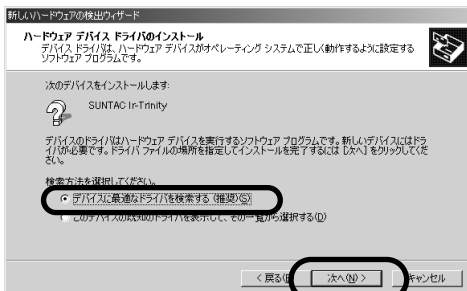 新しいハードウェアの検出ウィザード
ハードウェア デバイス ドライバのインストール
デバイス ドライバは、ハードウェア デバイスがオペレーティング システムで正しく動作するように設定する
ソフトウェア プログラムです。
次のデバイスをインストールします:
SUNTAC Ir-Trinity
デバイスのドライバはハードウェア デバイスを実行するソフトウェア プログラムです。新しいデバイスにはドラ
イバが必要です。ドライバ ファイルの場所を指定してインストールを完了するには [次へ] をクリックしてくだ
さい。
検索方法を選択してください。
デバイスに最適なドライバを検索する (推奨)(S)
このデバイスの既知のドライバを表示して、その一覧から選択する(D)
< 戻る(B) 次へ(N) > キャンセル